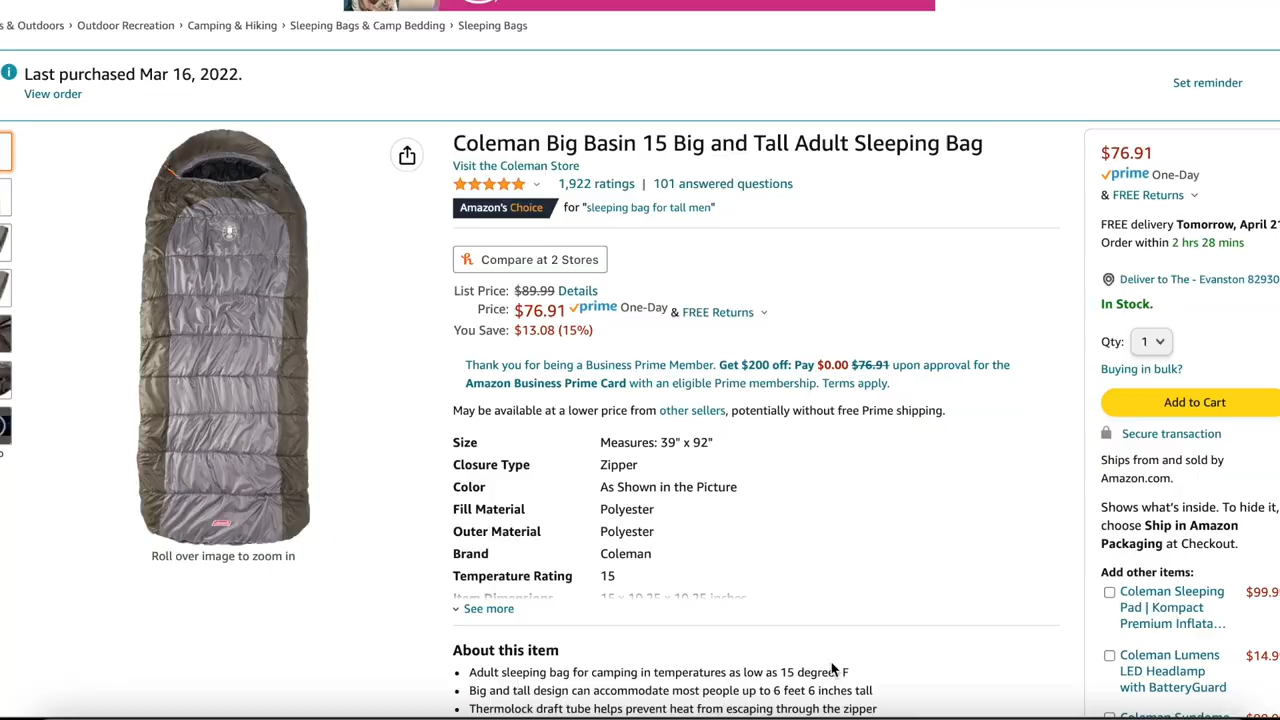 s & Outdoors › Outdoor Recreation › Camping & Hiking › Sleeping Bags & Camp Bedding › Sleeping Bags
Last purchased Mar 16, 2022.
View order
Set reminder
Coleman Big Basin 15 Big and Tall Adult Sleeping Bag
Visit the Coleman Store
1,922 ratings | 101 answered questions
Amazon's Choice for "sleeping bag for tall men"
Compare at 2 Stores
List Price: $89.99 Details
Price: $76.91 prime One-Day & FREE Returns
You Save: $13.08 (15%)
Thank you for being a Business Prime Member. Get $200 off: Pay $0.00 $76.91 upon approval for the
Amazon Business Prime Card with an eligible Prime membership. Terms apply.
May be available at a lower price from other sellers, potentially without free Prime shipping.
Size Measures: 39" x 92"
Closure Type Zipper
Color As Shown in the Picture
Fill Material Polyester
Outer Material Polyester
Brand Coleman
Temperature Rating 15
Item Dimensions 15 x 10.25 x 10.25 inches
See more
About this item
• Adult sleeping bag for camping in temperatures as low as 15 degrees F
• Big and tall design can accommodate most people up to 6 feet 6 inches tall
• Thermolock draft tube helps prevent heat from escaping through the zipper
Roll over image to zoom in
$76.91
prime One-Day
& FREE Returns
FREE delivery Tomorrow, April 21
Order within 2 hrs 28 mins
Deliver to The - Evanston 82930
In Stock.
Qty: 1
Buying in bulk?
Add to Cart
Secure transaction
Ships from and sold by
Amazon.com.
Shows what's inside. To hide it,
choose Ship in Amazon
Packaging at Checkout.
Add other items:
Coleman Sleeping $99.9
Pad | Kompact
Premium Inflata…
Coleman Lumens $14.9
LED Headlamp
with BatteryGuard